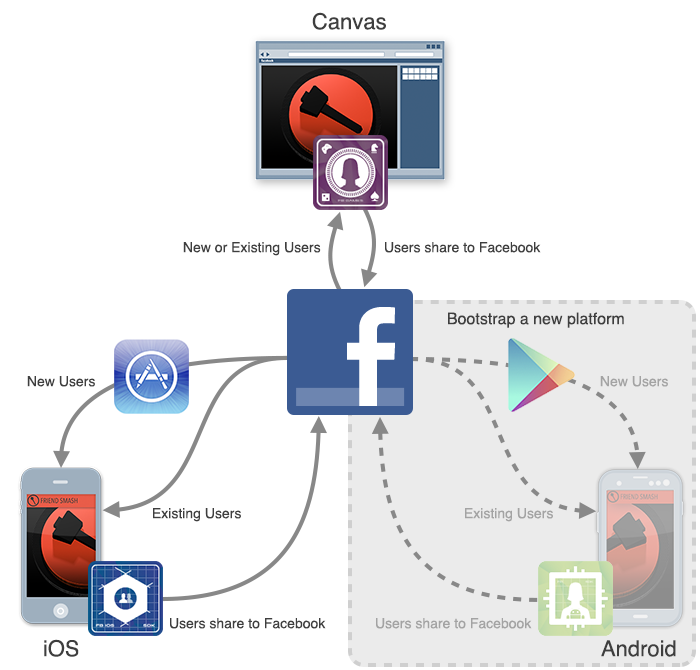 Canvas
facebook
New or Existing Users
Users share to Facebook
f
Bootstrap a new platform
New Users
New Users
FRIEND SMASH
FRIEND SMASH
Existing Users
Existing Users
Users share to Facebook
Users share to Facebook
iOS
Android